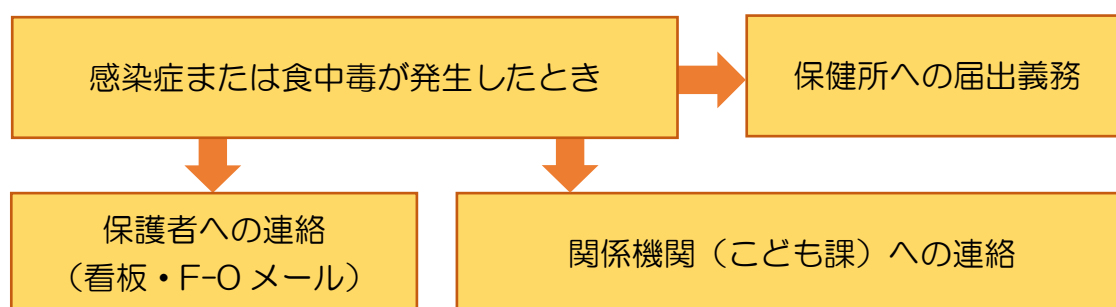 感染症または食中毒が発生したとき
保健所への届出義務
保護者への連絡
（看板・F-O メール）
関係機関（こども課）への連絡